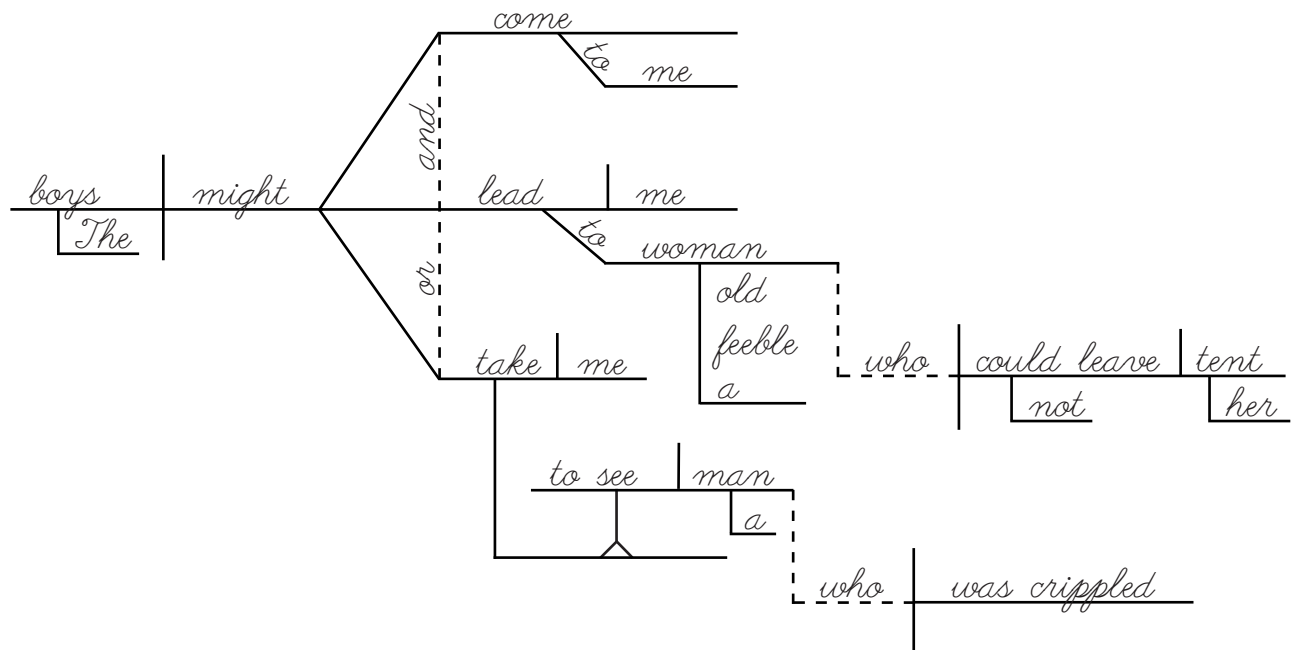 come
to
me
and
boys might lead me
The
to
woman
or
old
feeble
a
take me
who could leave tent
not her
to see man
a
who was crippled